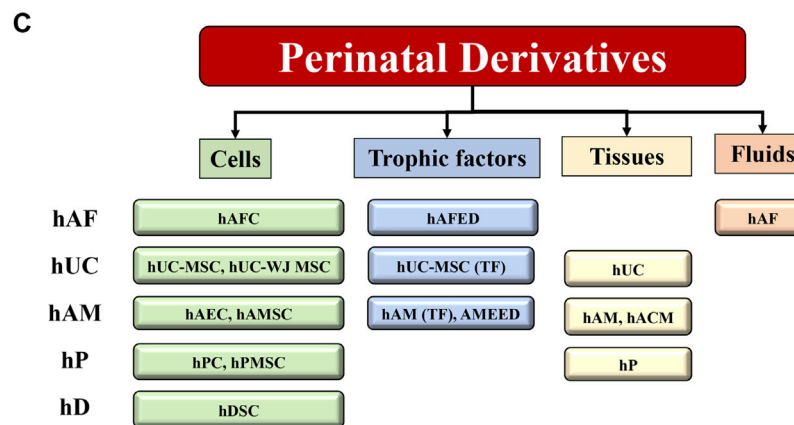 C
Perinatal Derivatives
Cells Trophic factors Tissues Fluids
hAF hAFC hAFED hAF
hUC hUC-MSC, hUC-WJ MSC hUC-MSC (TF) hUC
hAM hAEC, hAMSC hAM (TF), AMEED hAM, hACM
hP hPC, hPMSC hP
hD hDSC